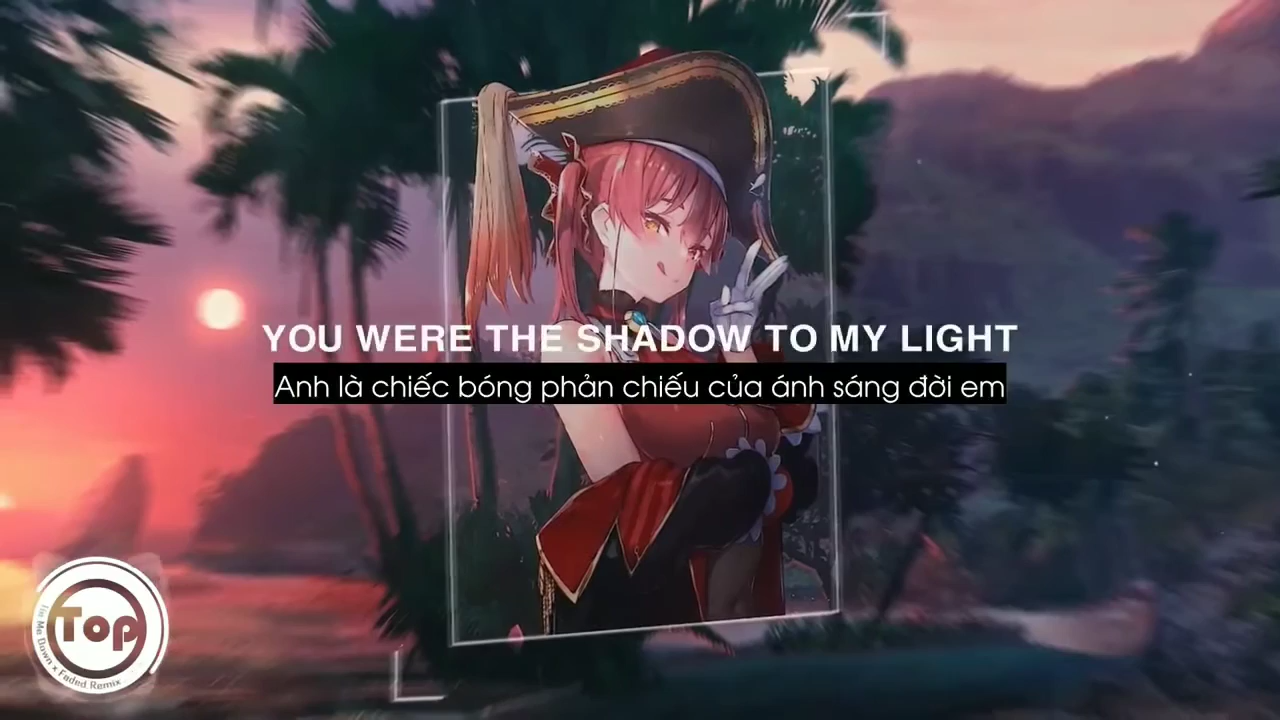 YOU WERE THE SHADOW TO MY LIGHT
Anh là chiếc bóng phản chiếu của ánh sáng đời em
Top
Tie Me Down x Faded Remix